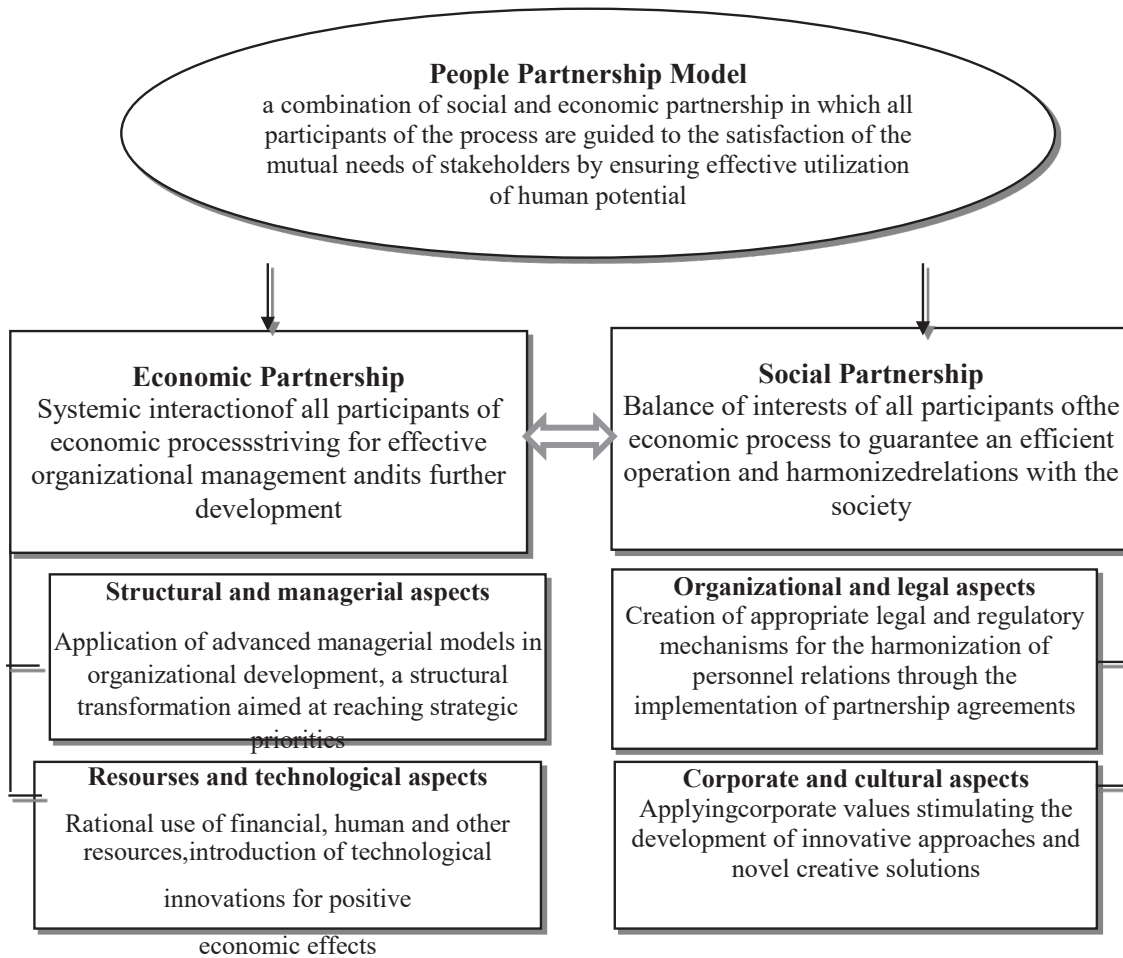 People Partnership Model
a combination of social and economic partnership in which all
participants of the process are guided to the satisfaction of the
mutual needs of stakeholders by ensuring effective utilization
of human potential
Economic Partnership
Systemic interactionof all participants of
economic processstriving for effective
organizational management andits further
development
Social Partnership
Balance of interests of all participants ofthe
economic process to guarantee an efficient
operation and harmonizedrelations with the
society
Structural and managerial aspects
Application of advanced managerial models in
organizational development, a structural
transformation aimed at reaching strategic
priorities
Organizational and legal aspects
Creation of appropriate legal and regulatory
mechanisms for the harmonization of
personnel relations through the
implementation of partnership agreements
Resourses and technological aspects
Rational use of financial, human and other
resources,introduction of technological
innovations for positive
economic effects
Corporate and cultural aspects
Applyingcorporate values stimulating the
development of innovative approaches and
novel creative solutions